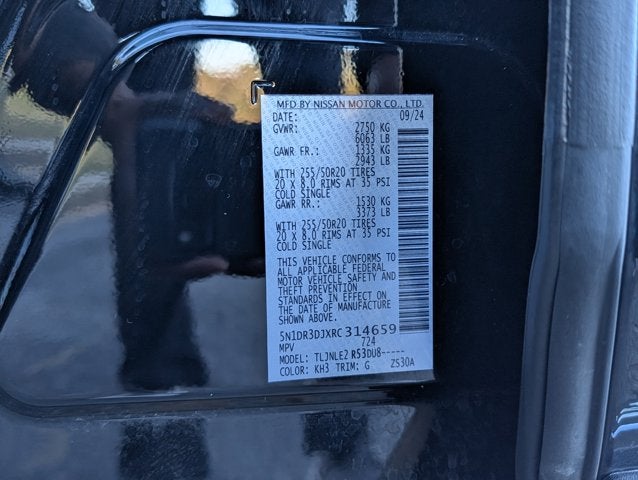 MFD BY NISSAN MOTOR CO., LTD.
DATE: 09/24
GVWR: 2750 KG
6063 LB
GAWR FR.: 1335 KG
2943 LB
WITH 255/50R20 TIRES
20 X 8.0 RIMS AT 35 PSI
COLD SINGLE
GAWR RR.: 1530 KG
3373 LB
WITH 255/50R20 TIRES
20 X 8.0 RIMS AT 35 PSI
COLD SINGLE
THIS VEHICLE CONFORMS TO
ALL APPLICABLE FEDERAL
MOTOR VEHICLE SAFETY AND
THEFT PREVENTION
STANDARDS IN EFFECT ON
THE DATE OF MANUFACTURE
SHOWN ABOVE.
5N1DR3DJXRC314659
MPV 724
MODEL: TLJNLE2 R53DU8-----
COLOR: KH3 TRIM: G ZS30A